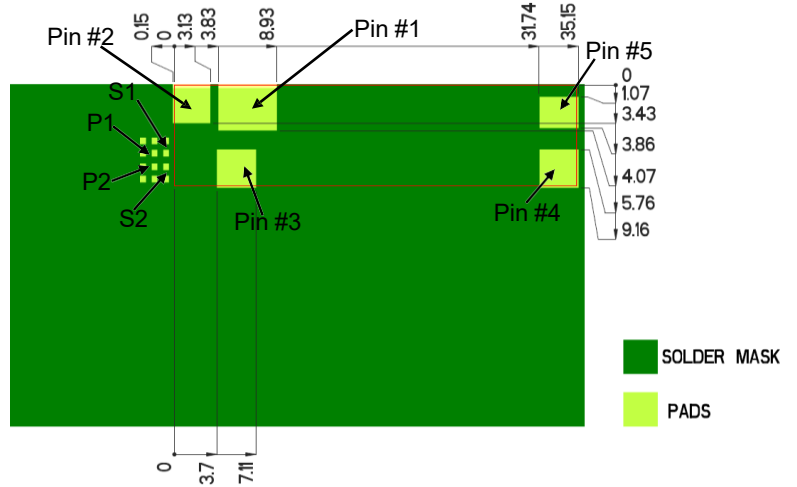 0.15
0
3.13
3.83
8.93
31.74
35.15
Pin #2
Pin #1
Pin #5
0
1.07
3.43
3.86
4.07
5.76
9.16
S1
P1
P2
S2
Pin #3
Pin #4
SOLDER MASK
PADS
0
3.7
7.11